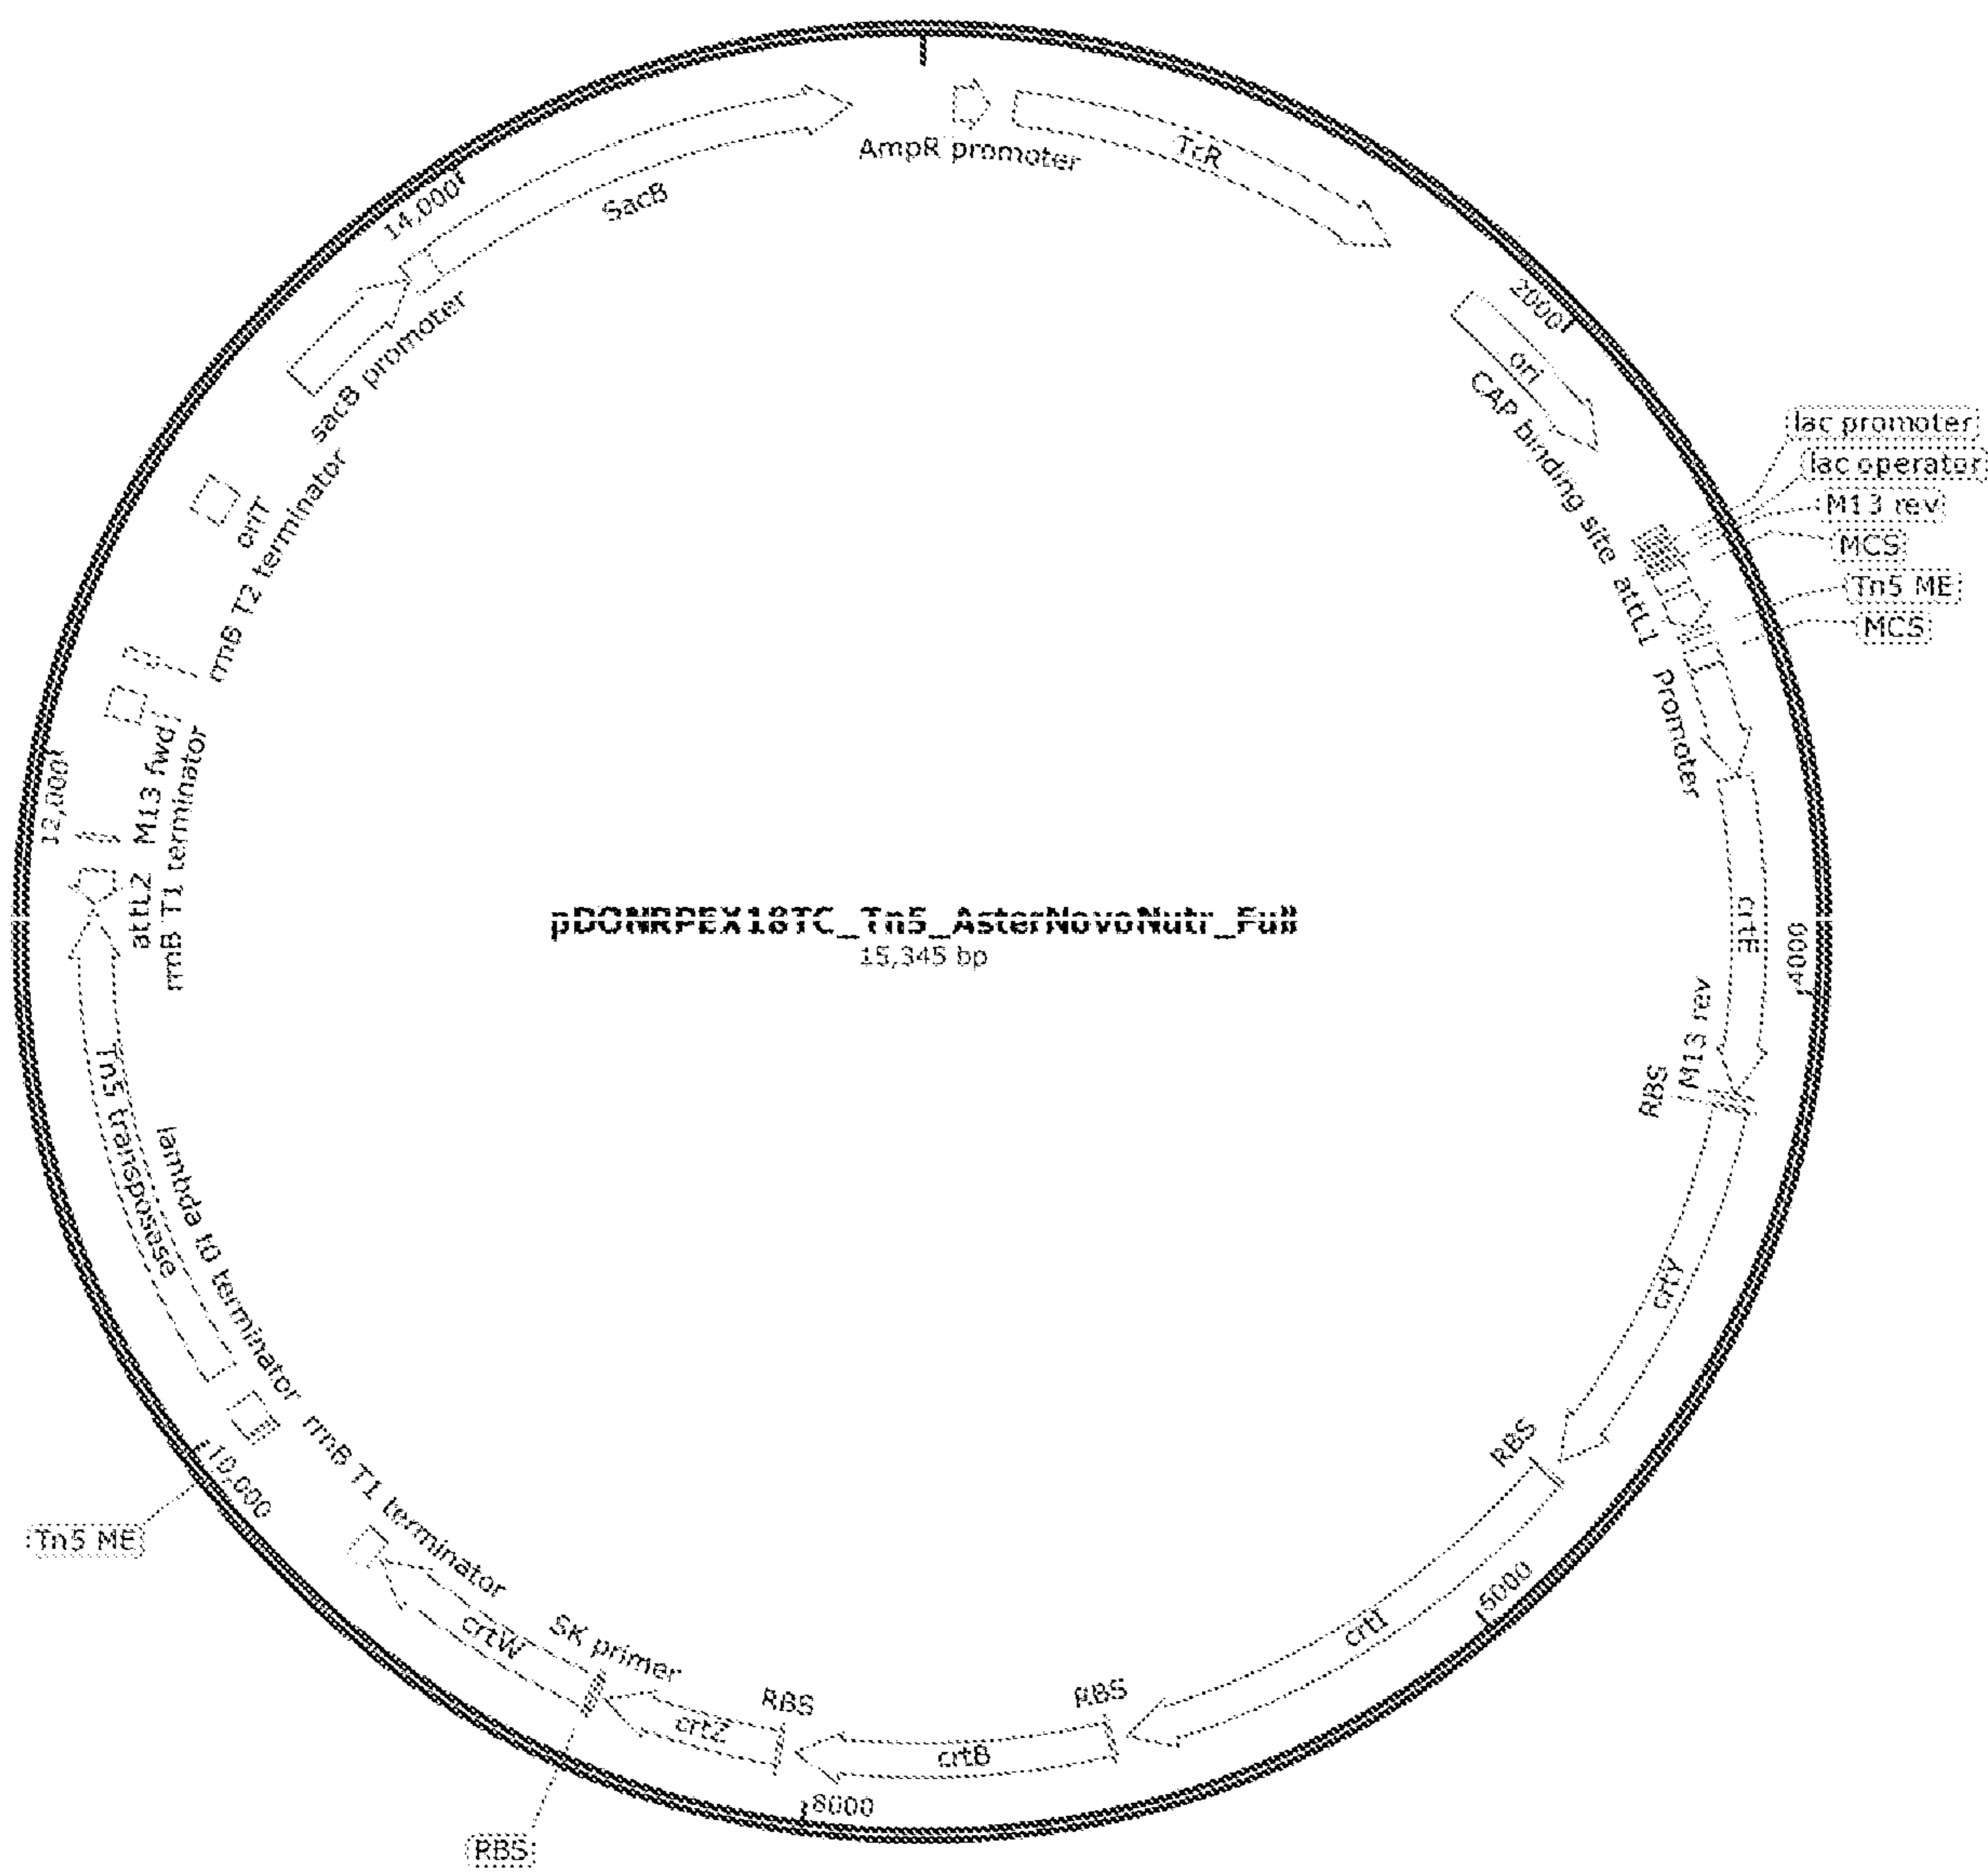 AmpR promoter
TcR
2000
ori
CAP binding site
lac promoter
lac operator
M13 rev
MCS
attL1
Tn5 ME
MCS
Promoter
crtE
4000
M13 rev
RBS
crtY
RBS
crtI
RBS
crtB
8000
RBS
crtZ
SK primer
RBS
crtW
rrnB T1 terminator
Tn5 ME
10,000
lambda t0 terminator
Tn5 transposase
attL2
12,000
M13 fwd
rrnB T1 terminator
rrnB T2 terminator
oriT
sacB promoter
14,000
SacB
pDONRPEX18TC_Tn5_AsterNovoNutr_Full
15,345 bp